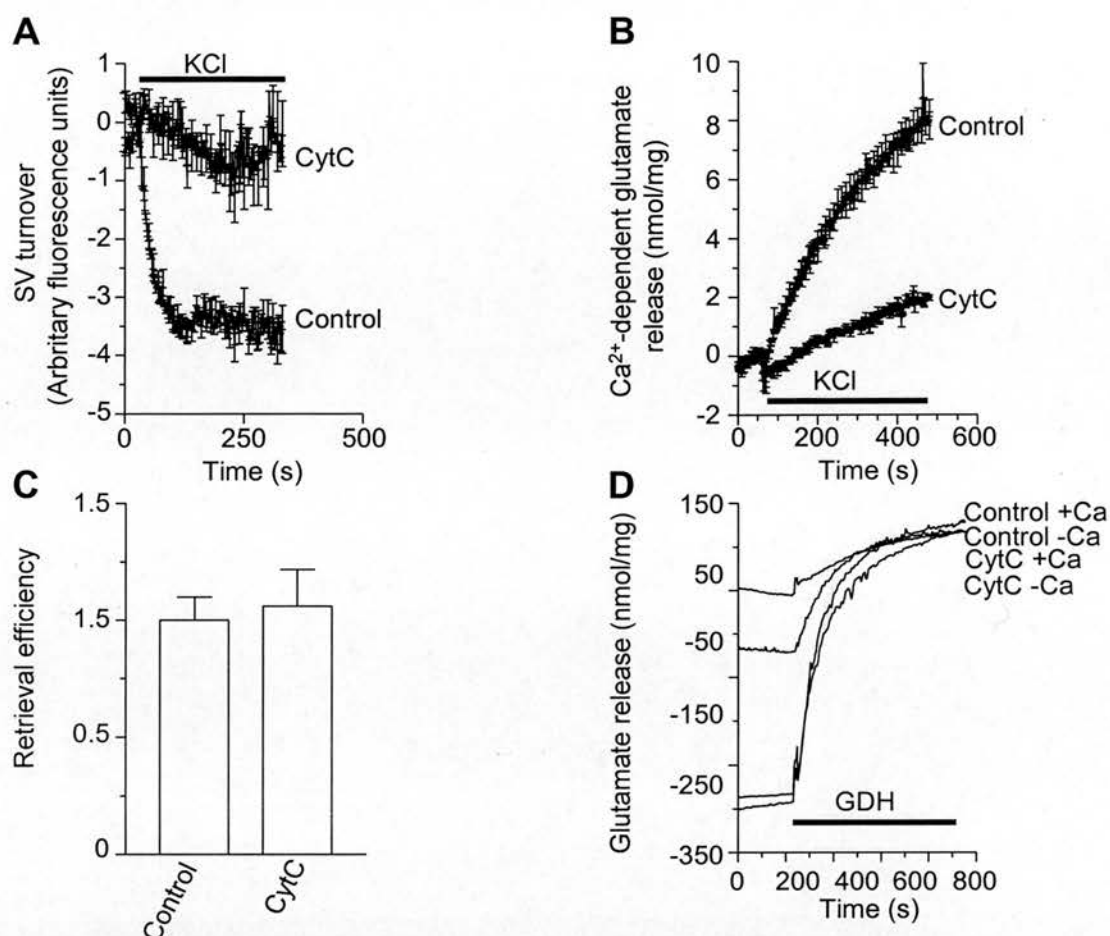 A
SV turnover
(Arbritary fluorescence units)
1
0
-1
-2
-3
-4
-5
KCl
CytC
Control
0
250
500
Time (s)
B
Ca2+-dependent glutamate
release (nmol/mg)
10
8
6
4
2
0
-2
Control
CytC
KCl
0
200
400
600
Time (s)
C
Retrieval efficiency
1.5
1.5
0.5
0
Control
CytC
D
Glutamate release (nmol/mg)
150
50
-50
-150
-250
-350
Control +Ca
Control -Ca
CytC +Ca
CytC -Ca
GDH
0
200
400
600
800
Time (s)